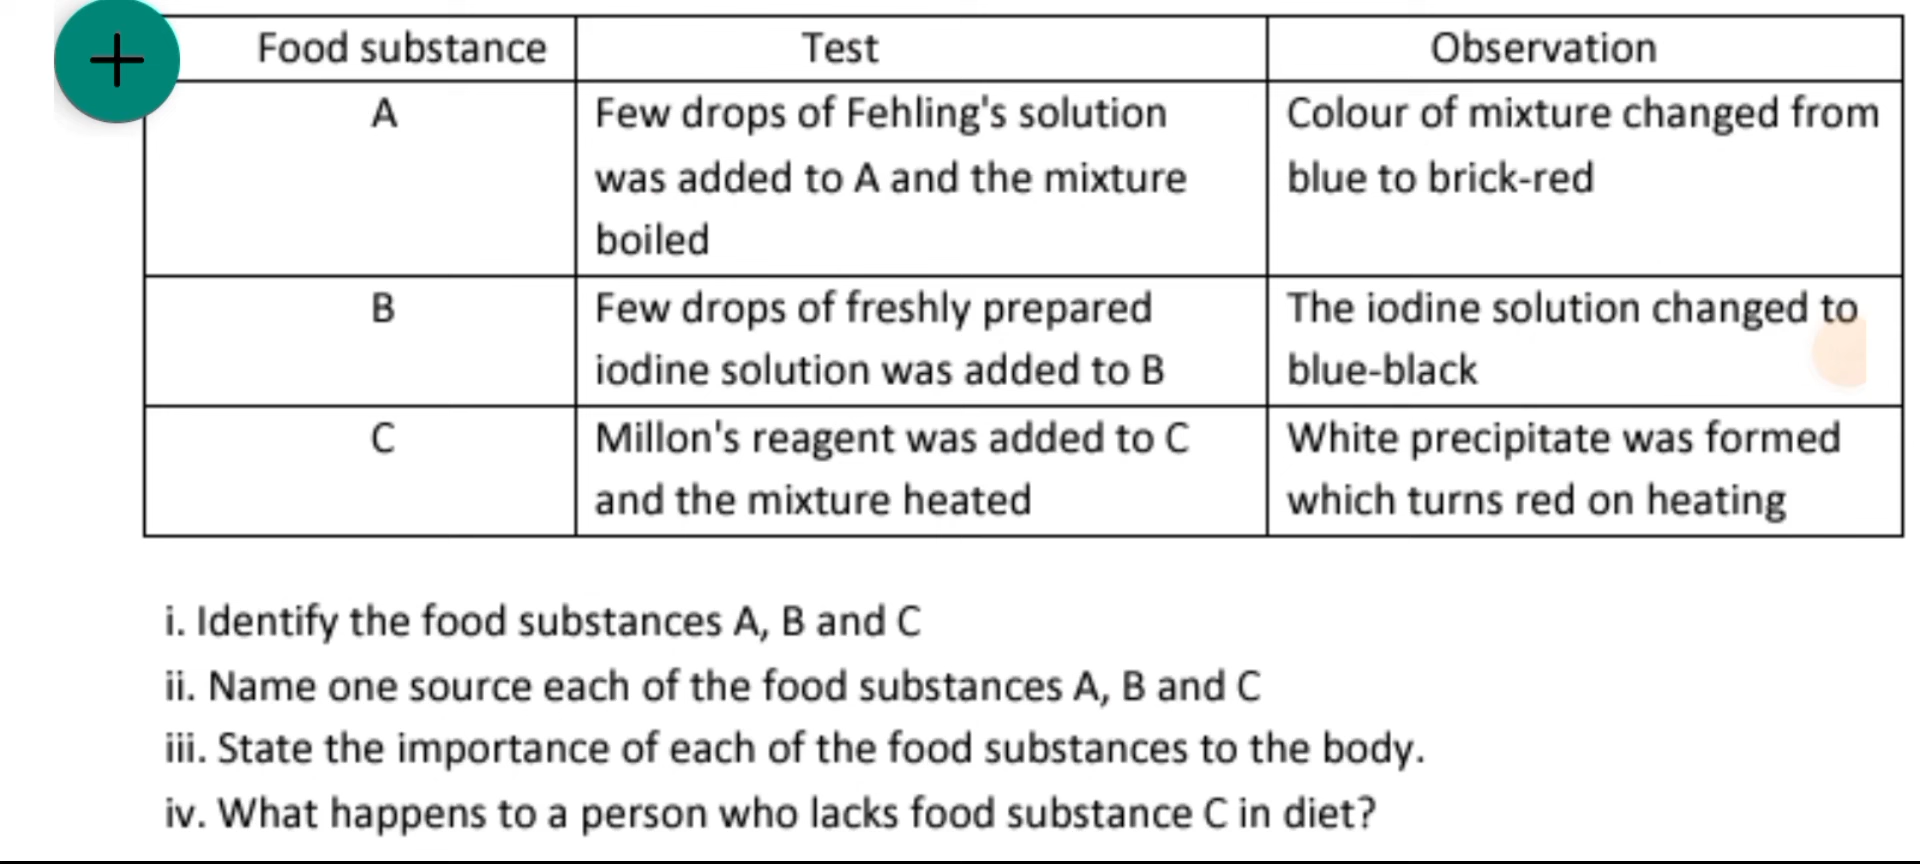 Food substance
Test
Observation
A
Few drops of Fehling's solution
was added to A and the mixture
boiled
Colour of mixture changed from
blue to brick-red
B
Few drops of freshly prepared
iodine solution was added to B
The iodine solution changed to
blue-black
C
Millon's reagent was added to C
and the mixture heated
White precipitate was formed
which turns red on heating
i. Identify the food substances A, B and C
ii. Name one source each of the food substances A, B and C
iii. State the importance of each of the food substances to the body.
iv. What happens to a person who lacks food substance C in diet?